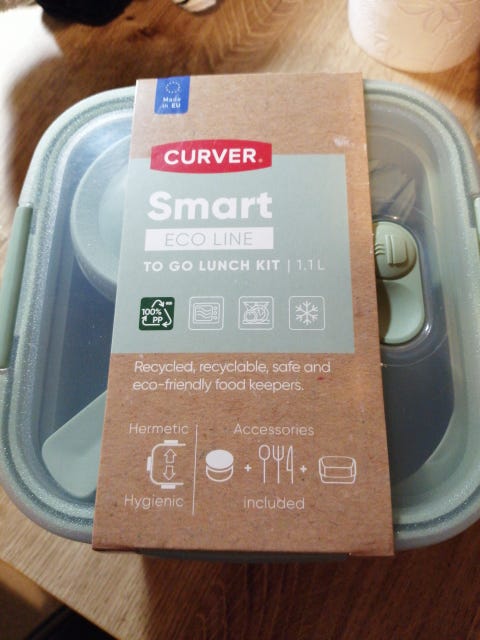 Made
in EU
CURVER®
Smart
ECO LINE
TO GO LUNCH KIT | 1.1 L
100%
PP
Recycled, recyclable, safe and
eco-friendly food keepers.
Hermetic
Accessories
+ +
Hygienic
included